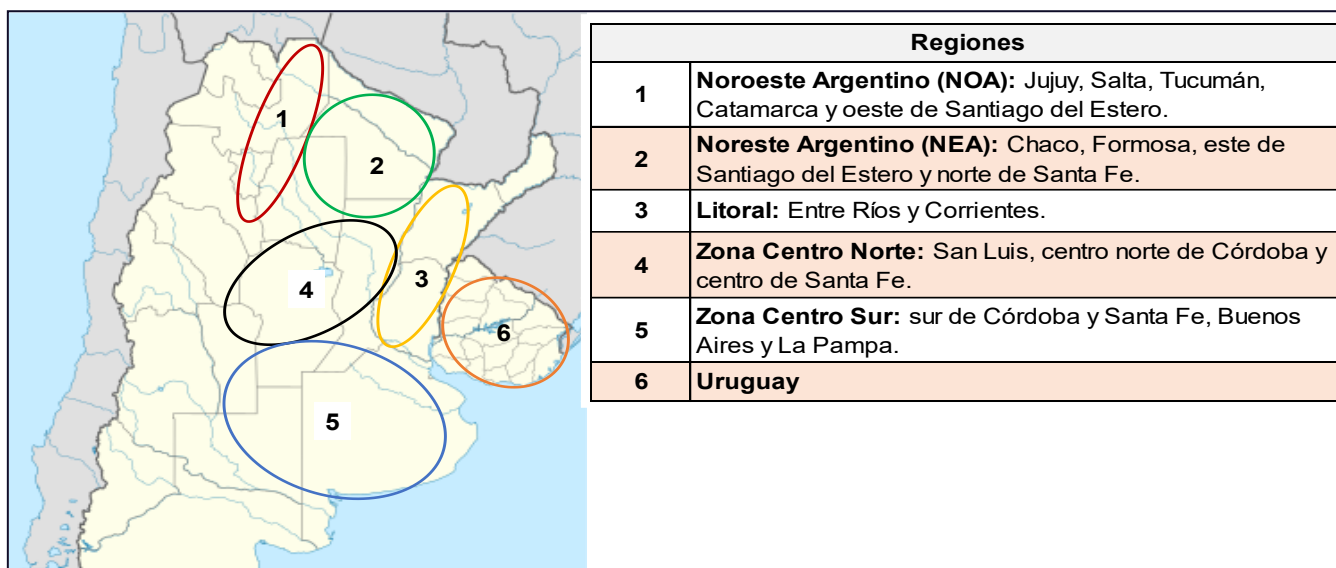 1
2
3
4
5
6
Regiones
1
Noroeste Argentino (NOA): Jujuy, Salta, Tucumán,
Catamarca y oeste de Santiago del Estero.
2
Noreste Argentino (NEA): Chaco, Formosa, este de
Santiago del Estero y norte de Santa Fe.
3
Litoral: Entre Ríos y Corrientes.
4
Zona Centro Norte: San Luis, centro norte de Córdoba y
centro de Santa Fe.
5
Zona Centro Sur: sur de Córdoba y Santa Fe, Buenos
Aires y La Pampa.
6
Uruguay